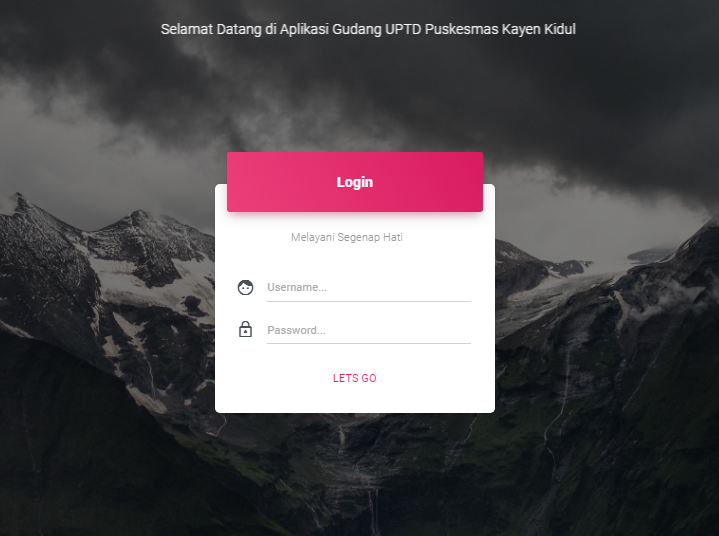 Selamat Datang di Aplikasi Gudang UPTD Puskesmas Kayen Kidul
Login
Melayani Segenap Hati
Username...
Password...
LETS GO